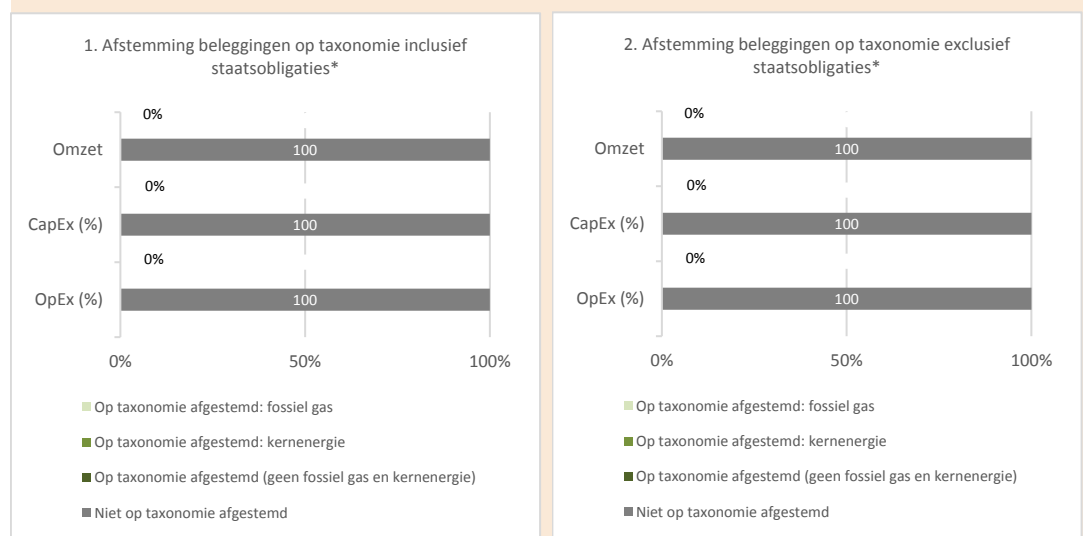 1. Afstemming beleggingen op taxonomie inclusief
staatsobligaties*
0%
Omzet
100
0%
CapEx (%)
100
0%
OpEx (%)
100
0%
50%
100%
Op taxonomie afgestemd: fossiel gas
Op taxonomie afgestemd: kernenergie
Op taxonomie afgestemd (geen fossiel gas en kernenergie)
Niet op taxonomie afgestemd
2. Afstemming beleggingen op taxonomie exclusief
staatsobligaties*
0%
Omzet
100
0%
CapEx (%)
100
0%
OpEx (%)
100
0%
50%
100%
Op taxonomie afgestemd: fossiel gas
Op taxonomie afgestemd: kernenergie
Op taxonomie afgestemd (geen fossiel gas en kernenergie)
Niet op taxonomie afgestemd